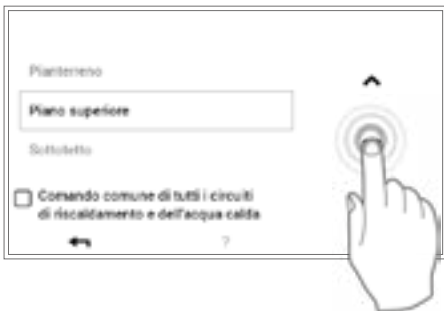 Pianterreno
Piano superiore
Sottotetto
Comando comune di tutti i circuiti
di riscaldamento e dell'acqua calda
?